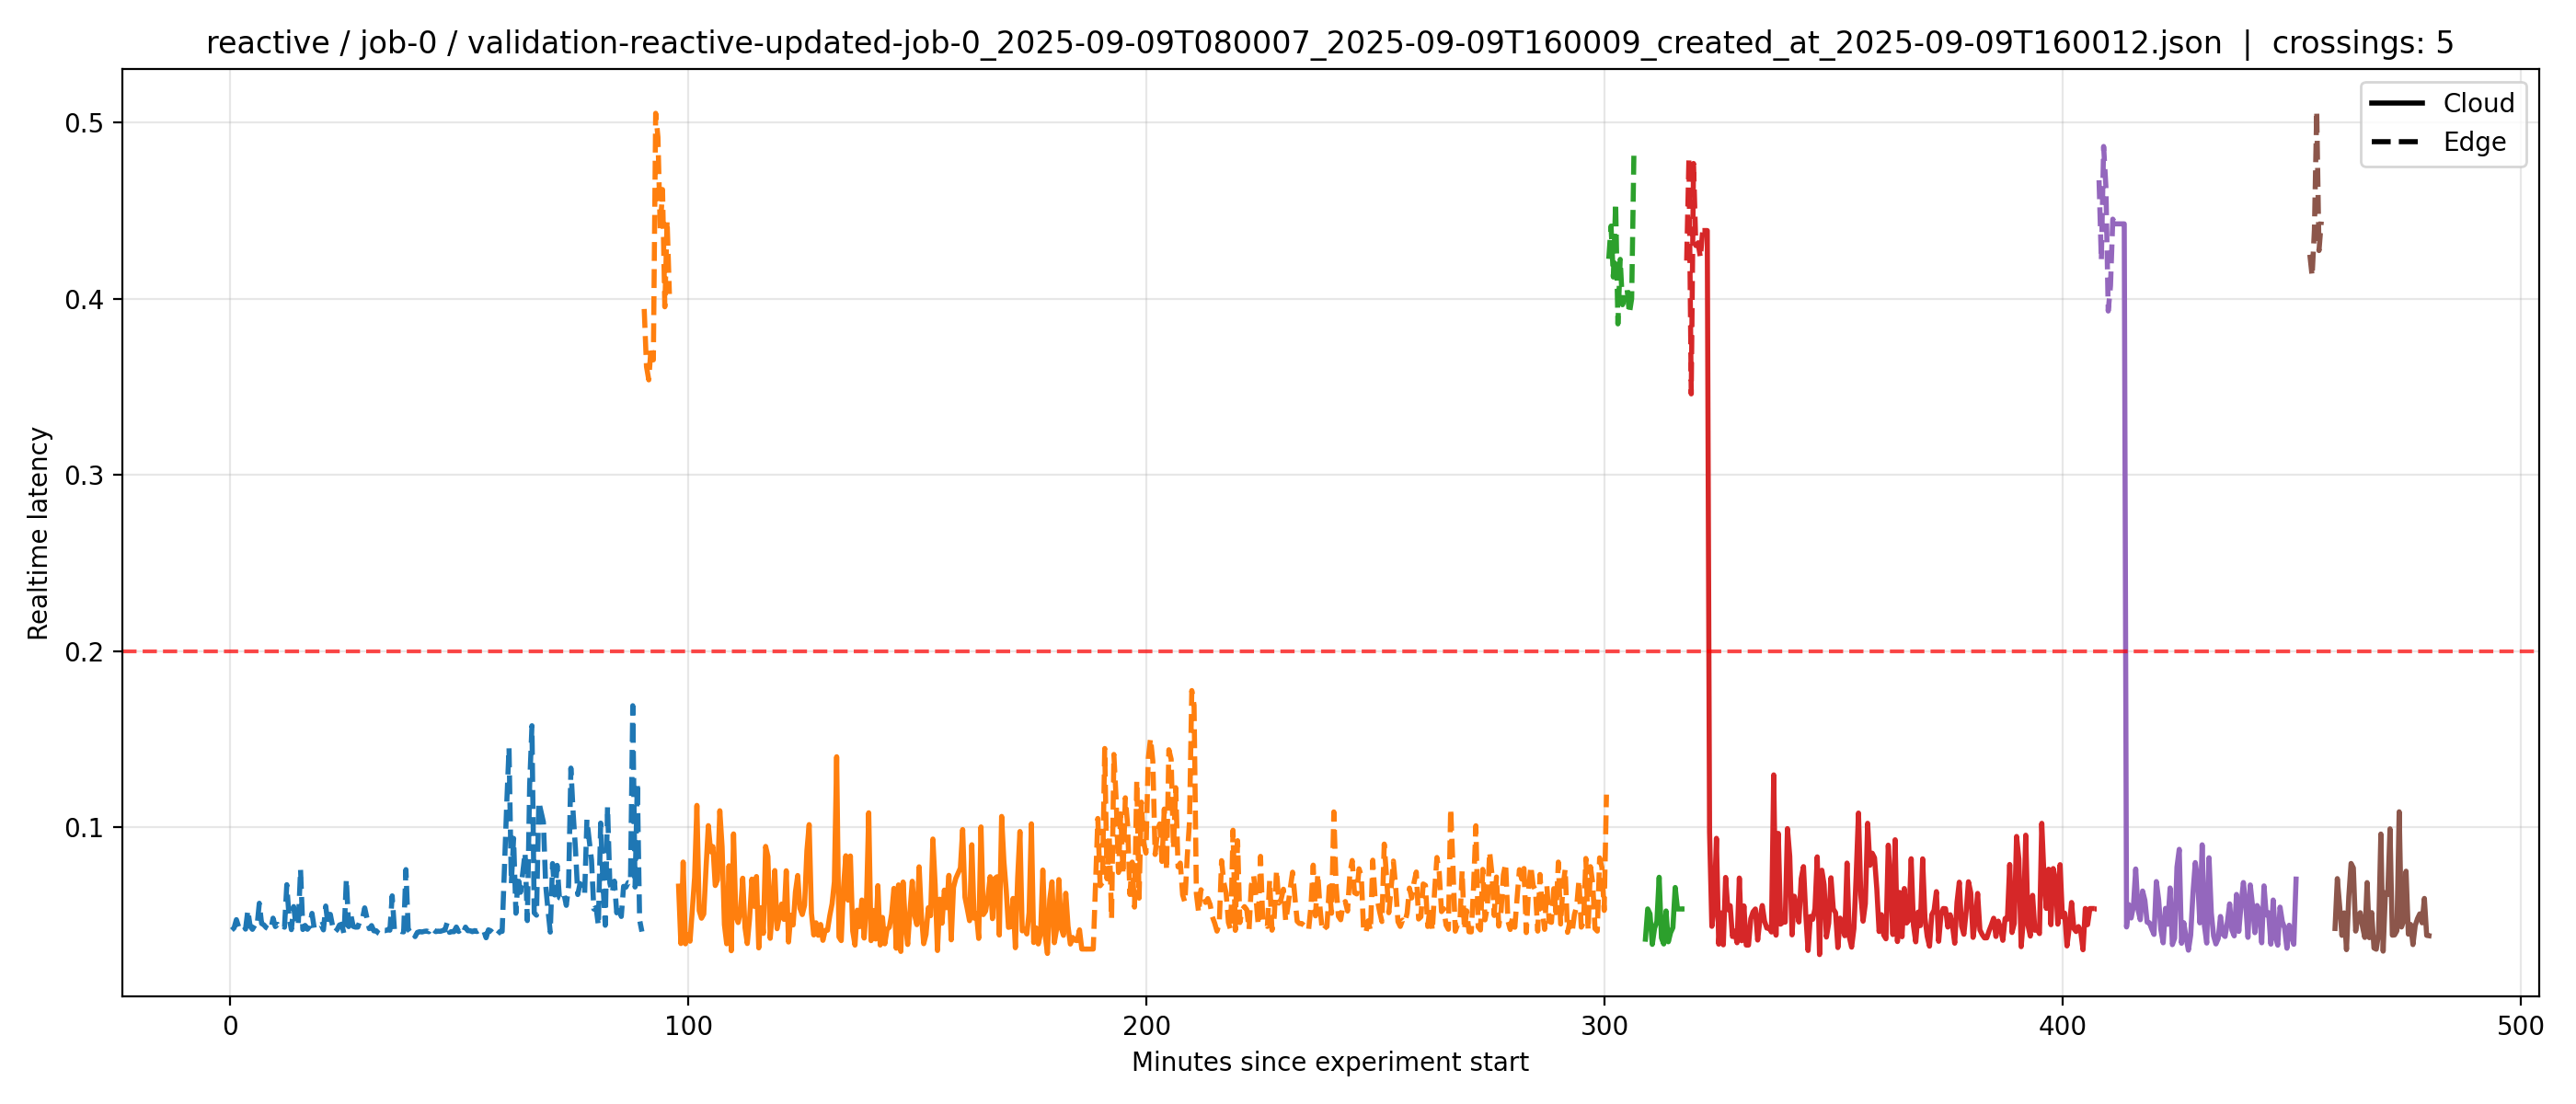 reactive / job-0 / validation-reactive-updated-job-0_2025-09-09T080007_2025-09-09T160009_created_at_2025-09-09T160012.json | crossings: 5
Cloud
Edge
Realtime latency
0.5
0.4
0.3
0.2
0.1
0
100
200
300
400
500
Minutes since experiment start